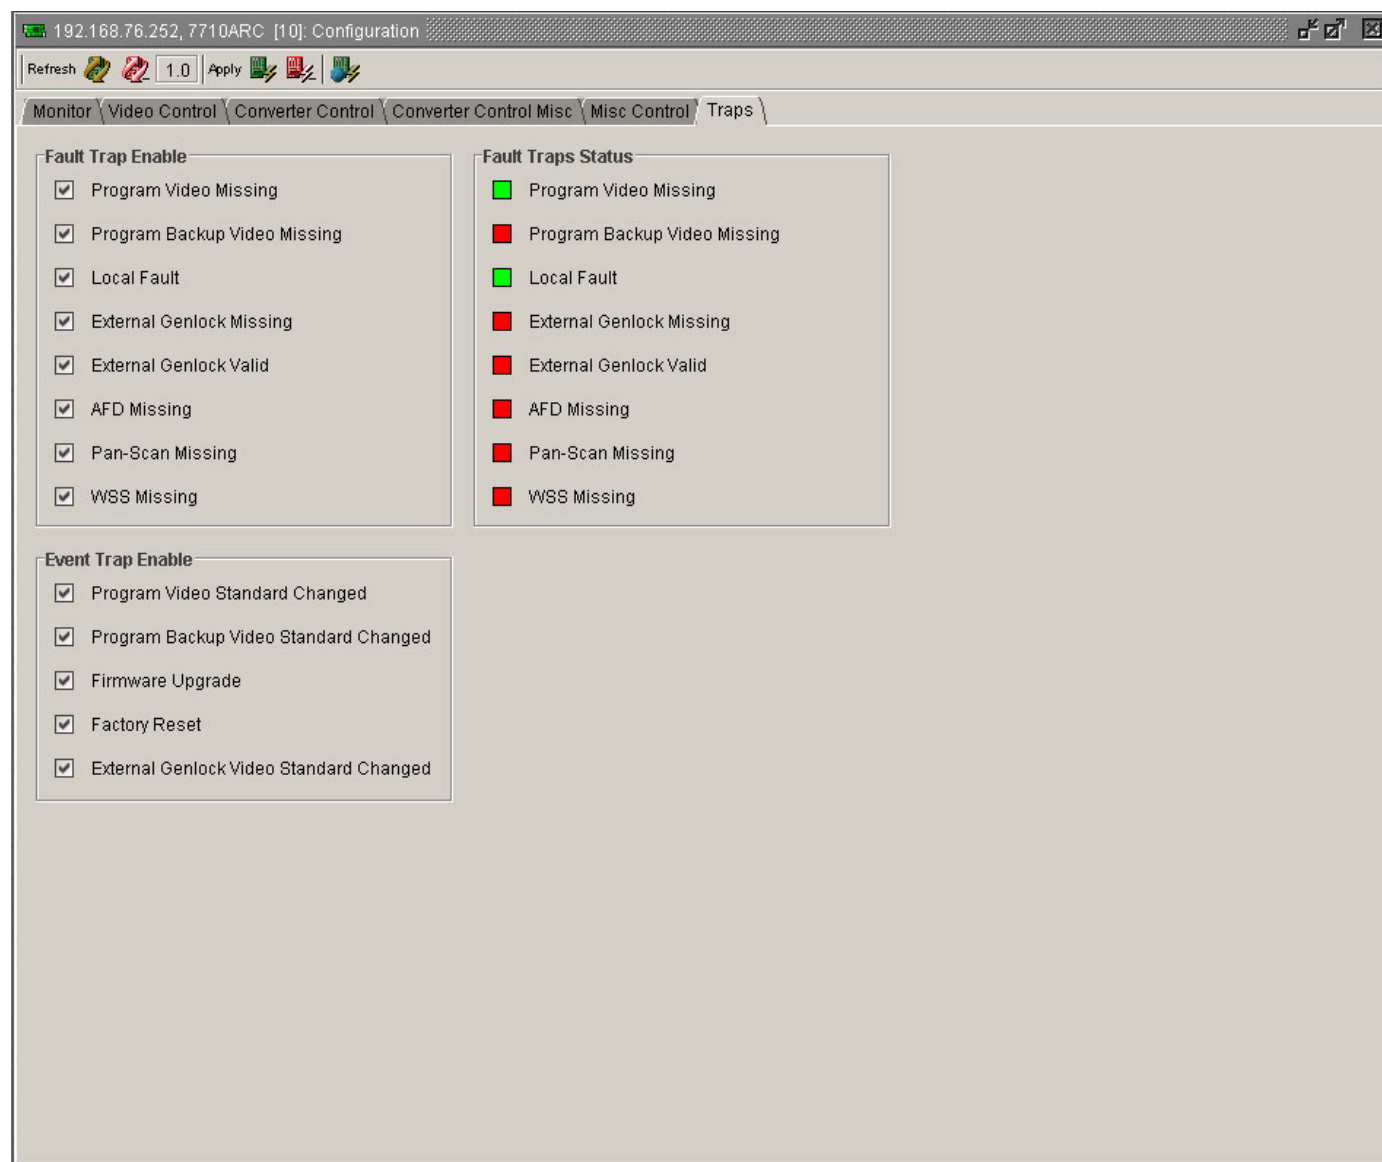 192.168.76.252, 7710ARC [10]: Configuration
Refresh 1.0 Apply
Monitor Video Control Converter Control Converter Control Misc Misc Control Traps
Fault Trap Enable
Program Video Missing
Program Backup Video Missing
Local Fault
External Genlock Missing
External Genlock Valid
AFD Missing
Pan-Scan Missing
WSS Missing
Fault Traps Status
Program Video Missing
Program Backup Video Missing
Local Fault
External Genlock Missing
External Genlock Valid
AFD Missing
Pan-Scan Missing
WSS Missing
Event Trap Enable
Program Video Standard Changed
Program Backup Video Standard Changed
Firmware Upgrade
Factory Reset
External Genlock Video Standard Changed